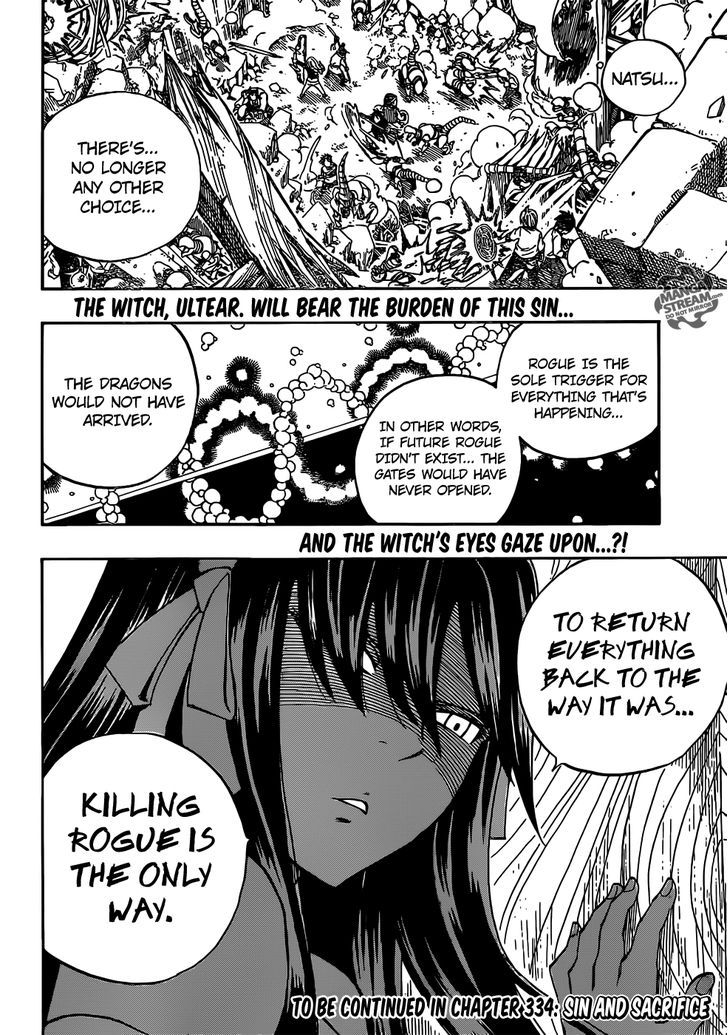 NATSU...
THERE'S...
NO LONGER
ANY OTHER
CHOICE...
MANGA
STREAM
DO NOT MIRROR
THE WITCH, ULTEAR. WILL BEAR THE BURDEN OF THIS SIN...
ROGUE IS THE
SOLE TRIGGER FOR
EVERYTHING THAT'S
HAPPENING...
IN OTHER WORDS,
IF FUTURE ROGUE
DIDN'T EXIST... THE
GATES WOULD HAVE
NEVER OPENED.
THE DRAGONS
WOULD NOT HAVE
ARRIVED.
AND THE WITCH'S EYES GAZE UPON...?!
TO RETURN
EVERYTHING
BACK TO THE
WAY IT WAS...
KILLING
ROGUE IS
THE ONLY
WAY.
TO BE CONTINUED IN CHAPTER 334: SIN AND SACRIFICE